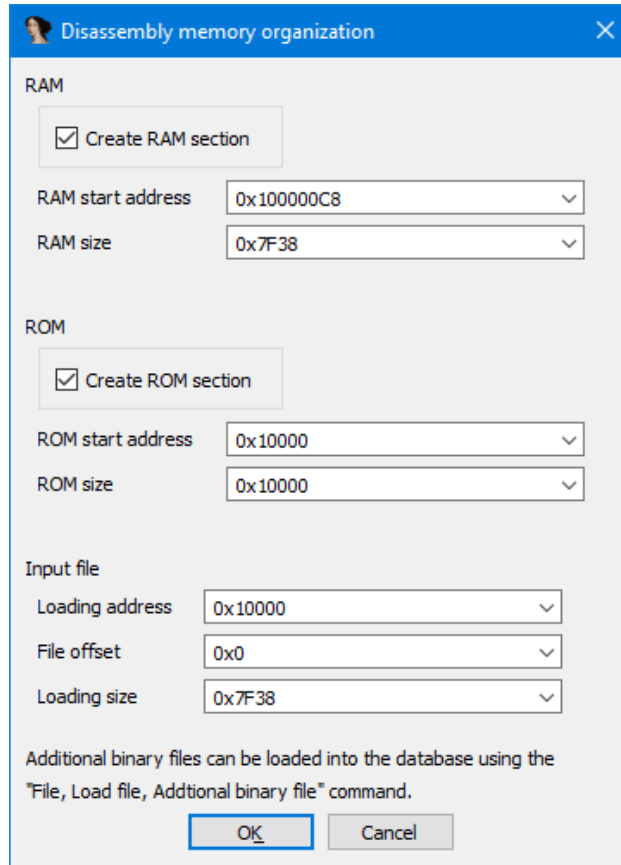 Disassembly memory organization
RAM
Create RAM section
RAM start address 0x100000C8
RAM size 0x7F38
ROM
Create ROM section
ROM start address 0x10000
ROM size 0x10000
Input file
Loading address 0x10000
File offset 0x0
Loading size 0x7F38
Additional binary files can be loaded into the database using the
"File, Load file, Addtional binary file" command.
OK Cancel